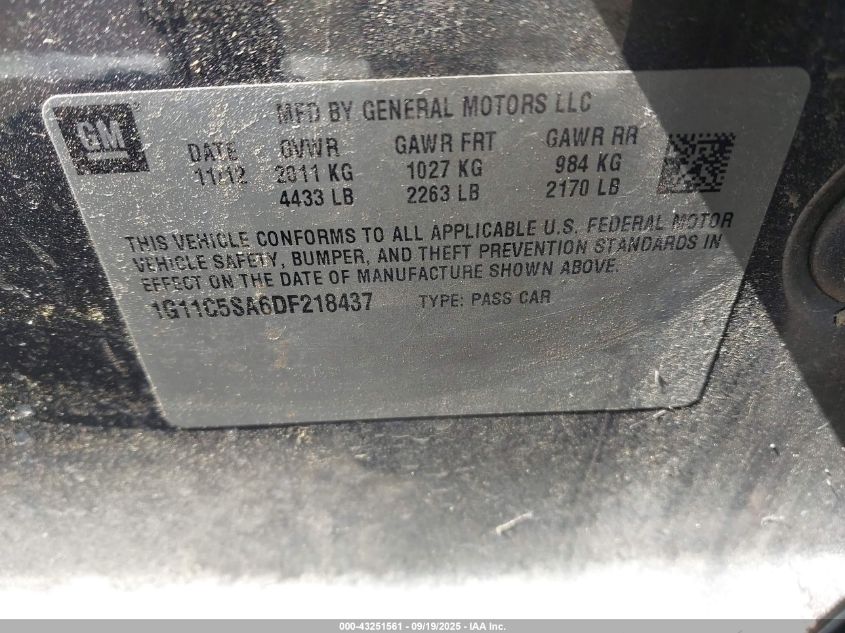 MFD BY GENERAL MOTORS LLC
GM
DATE GVWR GAWR FRT GAWR RR
11/12 2011 KG 1027 KG 984 KG
4433 LB 2263 LB 2170 LB
THIS VEHICLE CONFORMS TO ALL APPLICABLE U.S. FEDERAL MOTOR
VEHICLE SAFETY, BUMPER, AND THEFT PREVENTION STANDARDS IN
EFFECT ON THE DATE OF MANUFACTURE SHOWN ABOVE.
1G11C5SA6DF218437 TYPE: PASS CAR
000-43251561 - 09/19/2025 - IAA Inc.